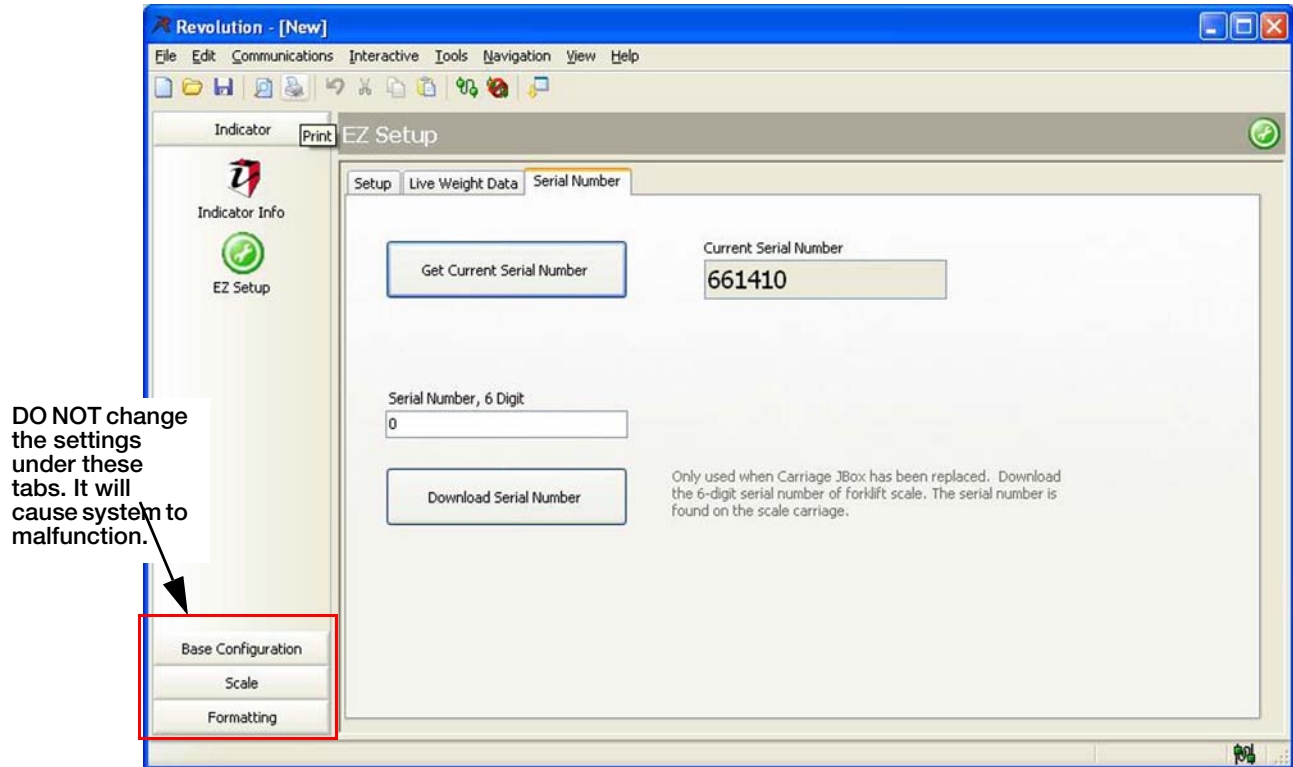 Revolution - [New]
File Edit Communications Interactive Tools Navigation View Help
Indicator
Print
EZ Setup
Indicator Info
EZ Setup
Setup Live Weight Data Serial Number
Get Current Serial Number
Current Serial Number
661410
Serial Number, 6 Digit
0
Download Serial Number
Only used when Carriage JBox has been replaced. Download
the 6-digit serial number of forklift scale. The serial number is
found on the scale carriage.
DO NOT change
the settings
under these
tabs. It will
cause system to
malfunction.
Base Configuration
Scale
Formatting